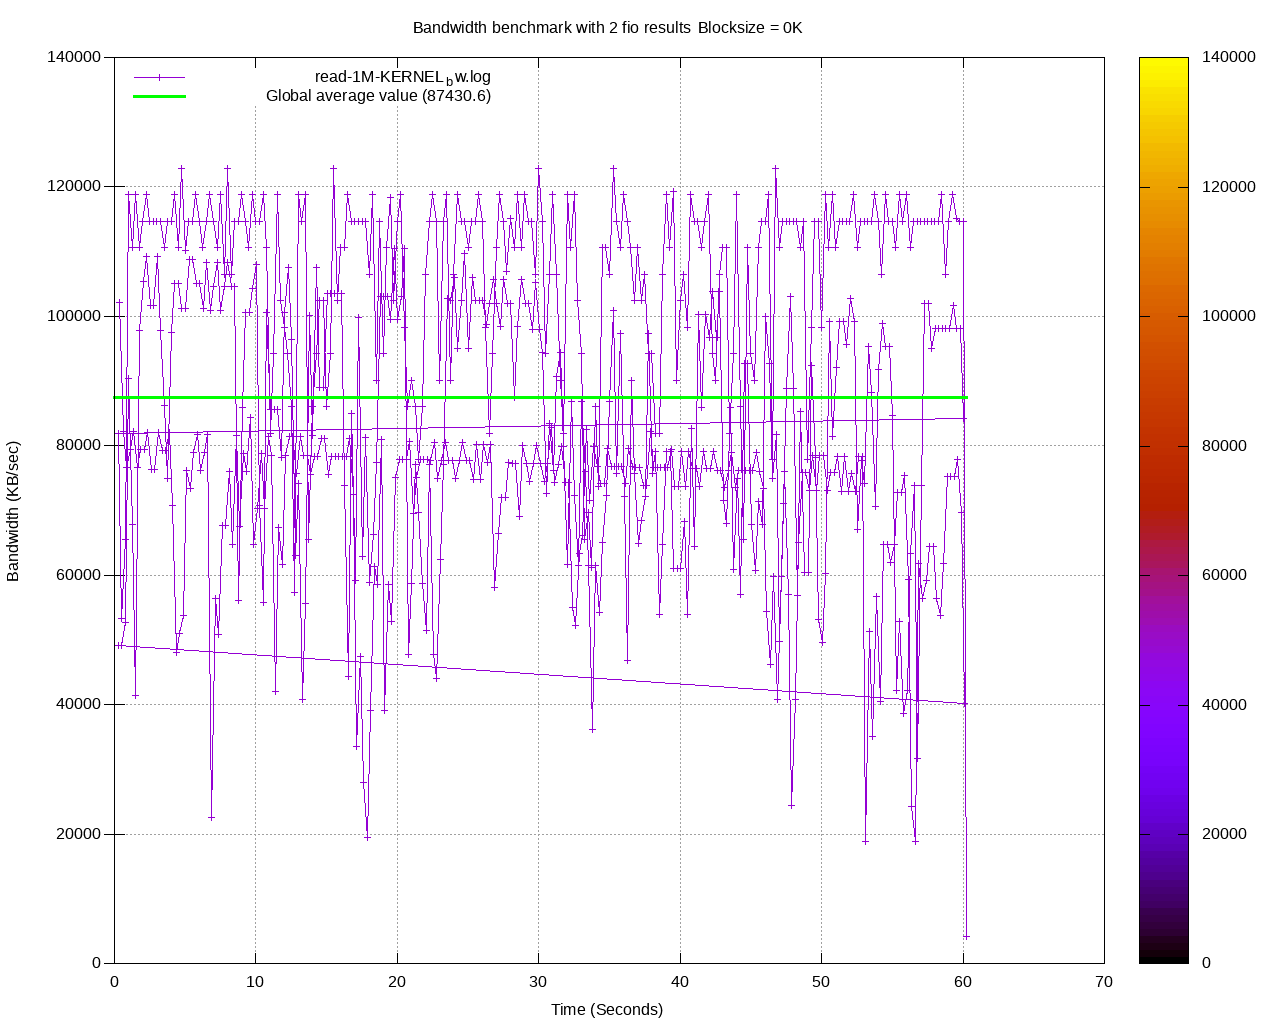 Bandwidth benchmark with 2 fio results Blocksize = 0K
140000
120000
100000
80000
60000
40000
20000
0
Bandwidth (KB/sec)
read-1M-KERNEL_bw.log
Global average value (87430.6)
0 10 20 30 40 50 60 70
Time (Seconds)
140000
120000
100000
80000
60000
40000
20000
0